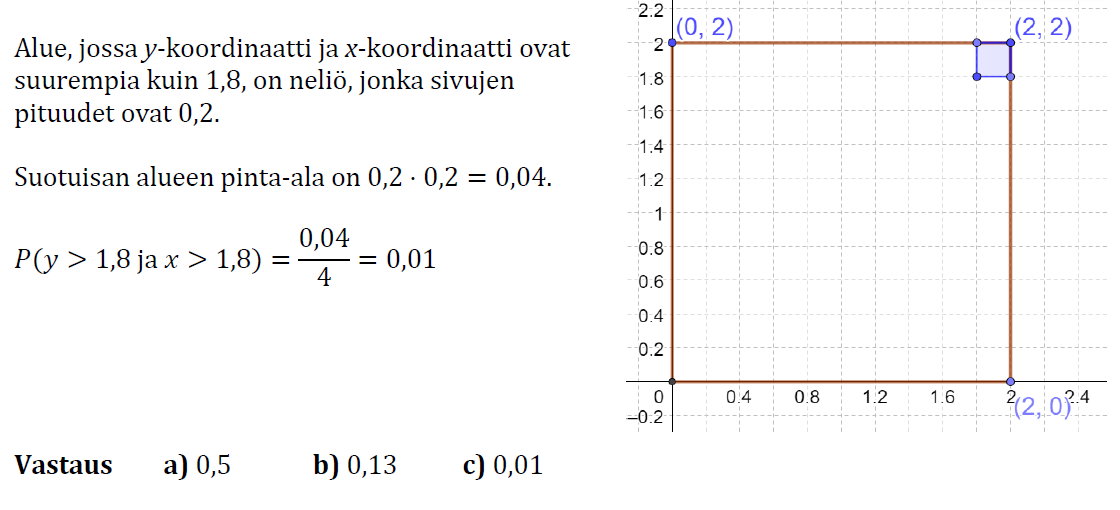 Alue, jossa y-koordinaatti ja x-koordinaatti ovat
suurempia kuin 1,8, on neliö, jonka sivujen
pituudet ovat 0,2.
Suotuisan alueen pinta-ala on 0,2 · 0,2 = 0,04.
P(y > 1,8 ja x > 1,8) = 0,04/4 = 0,01
Vastaus a) 0,5 b) 0,13 c) 0,01
2.2
(0, 2) (2, 2)
2
1.8
1.6
1.4
1.2
1
0.8
0.6
0.4
0.2
0 0.4 0.8 1.2 1.6 2 2.4
(2, 0)
–0.2